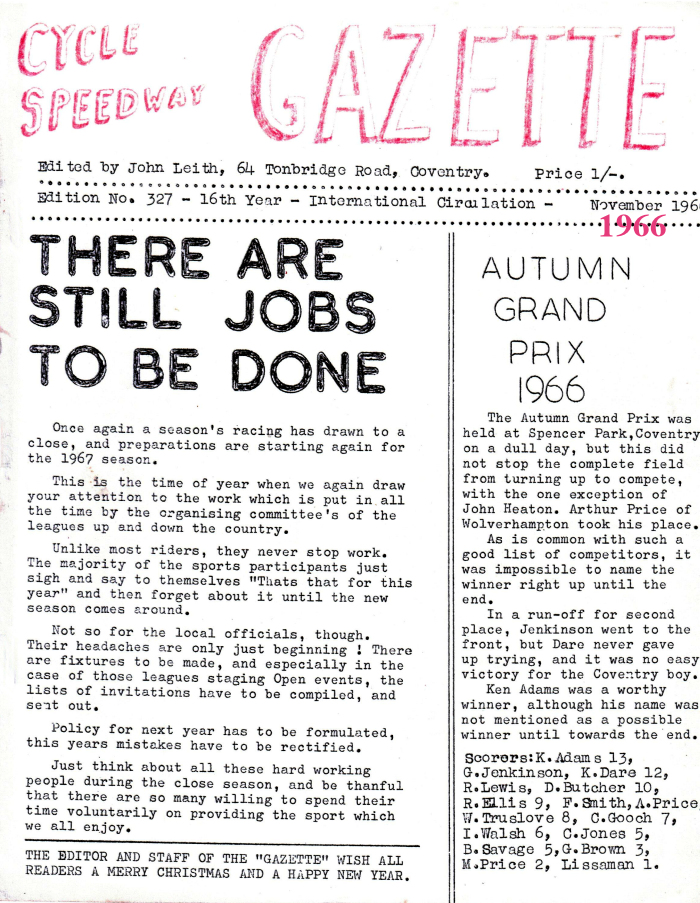 CYCLE
SPEEDWAY
GAZETTE
Edited by John Leith, 64 Tonbridge Road, Coventry. Price 1/-.
Edition No. 327 - 16th Year - International Circulation - November 196
1966
THERE ARE
STILL JOBS
TO BE DONE
Once again a season's racing has drawn to a
close, and preparations are starting again for
the 1967 season.
This is the time of year when we again draw
your attention to the work which is put in all
the time by the organising committee's of the
leagues up and down the country.
Unlike most riders, they never stop work.
The majority of the sports participants just
sigh and say to themselves "Thats that for this
year" and then forget about it until the new
season comes around.
Not so for the local officials, though.
Their headaches are only just beginning ! There
are fixtures to be made, and especially in the
case of those leagues staging Open events, the
lists of invitations have to be compiled, and
sent out.
Policy for next year has to be formulated,
this years mistakes have to be rectified.
Just think about all these hard working
people during the close season, and be thanful
that there are so many willing to spend their
time voluntarily on providing the sport which
we all enjoy.
THE EDITOR AND STAFF OF THE "GAZETTE" WISH ALL
READERS A MERRY CHRISTMAS AND A HAPPY NEW YEAR.
AUTUMN
GRAND
PRIX
1966
The Autumn Grand Prix was
held at Spencer Park,Coventry
on a dull day, but this did
not stop the complete field
from turning up to compete,
with the one exception of
John Heaton. Arthur Price of
Wolverhampton took his place.
As is common with such a
good list of competitors, it
was impossible to name the
winner right up until the
end.
In a run-off for second
place, Jenkinson went to the
front, but Dare never gave
up trying, and it was no easy
victory for the Coventry boy.
Ken Adams was a worthy
winner, although his name was
not mentioned as a possible
winner until towards the end.
Scorers:K.Adams 13,
G.Jenkinson, K.Dare 12,
R.Lewis, D.Butcher 10,
R.Ellis 9, F.Smith,A.Price
W.Truslove 8, C.Gooch 7,
I.Walsh 6, C.Jones 5,
B.Savage 5,G.Brown 3,
M.Price 2, Lissaman 1.